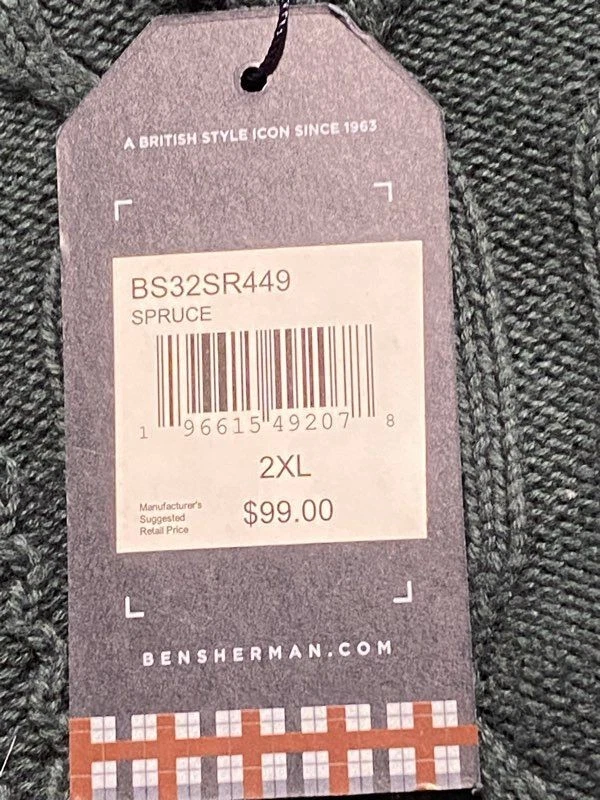 A BRITISH STYLE ICON SINCE 1963
BS32SR449
SPRUCE
1 96615 49207 8
2XL
Manufacturer's
Suggested
Retail Price
$99.00
BENSHERMAN.COM